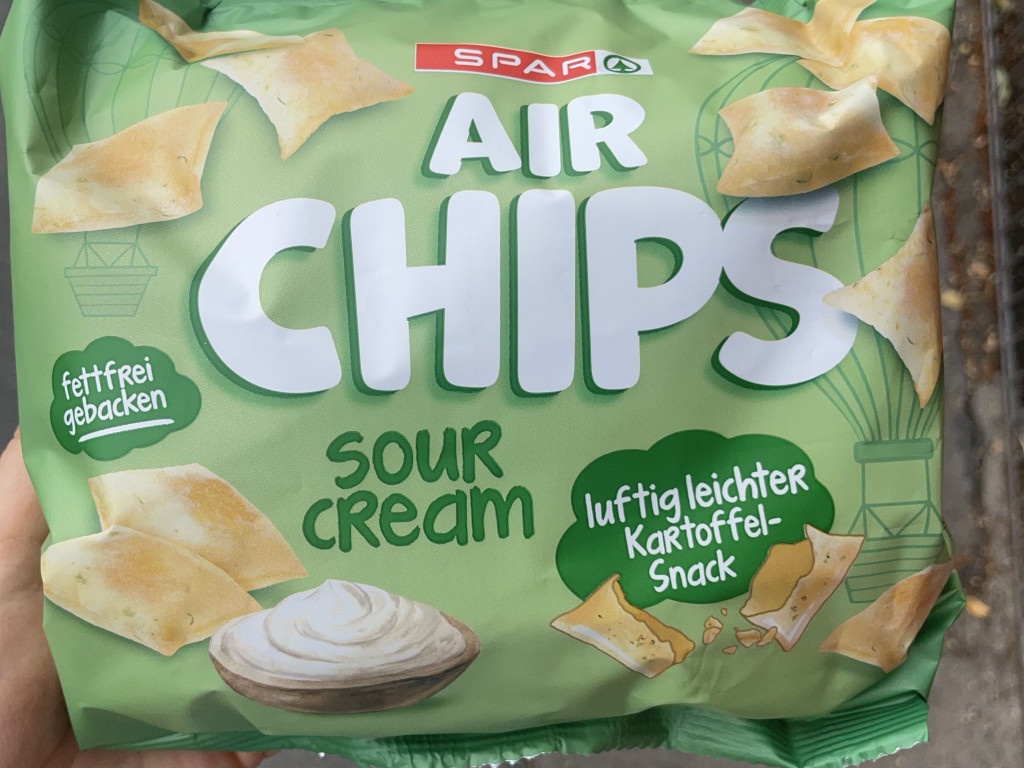 SPAR
AIR
CHIPS
fettfrei
gebacken
sour
cream
luftig leichter
Kartoffel-
Snack